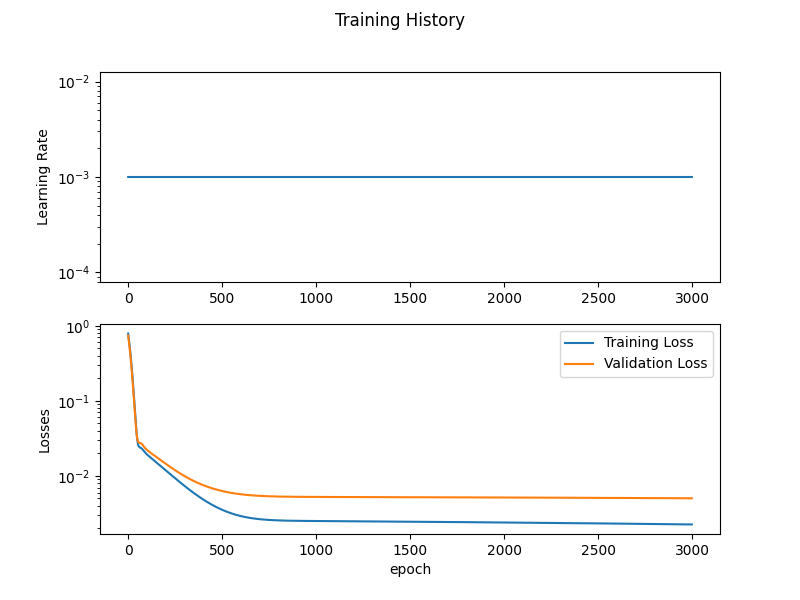 Training History
10⁻²
10⁻³
10⁻⁴
Learning Rate
0 500 1000 1500 2000 2500 3000
10⁰
10⁻¹
10⁻²
Losses
Training Loss
Validation Loss
0 500 1000 1500 2000 2500 3000
epoch